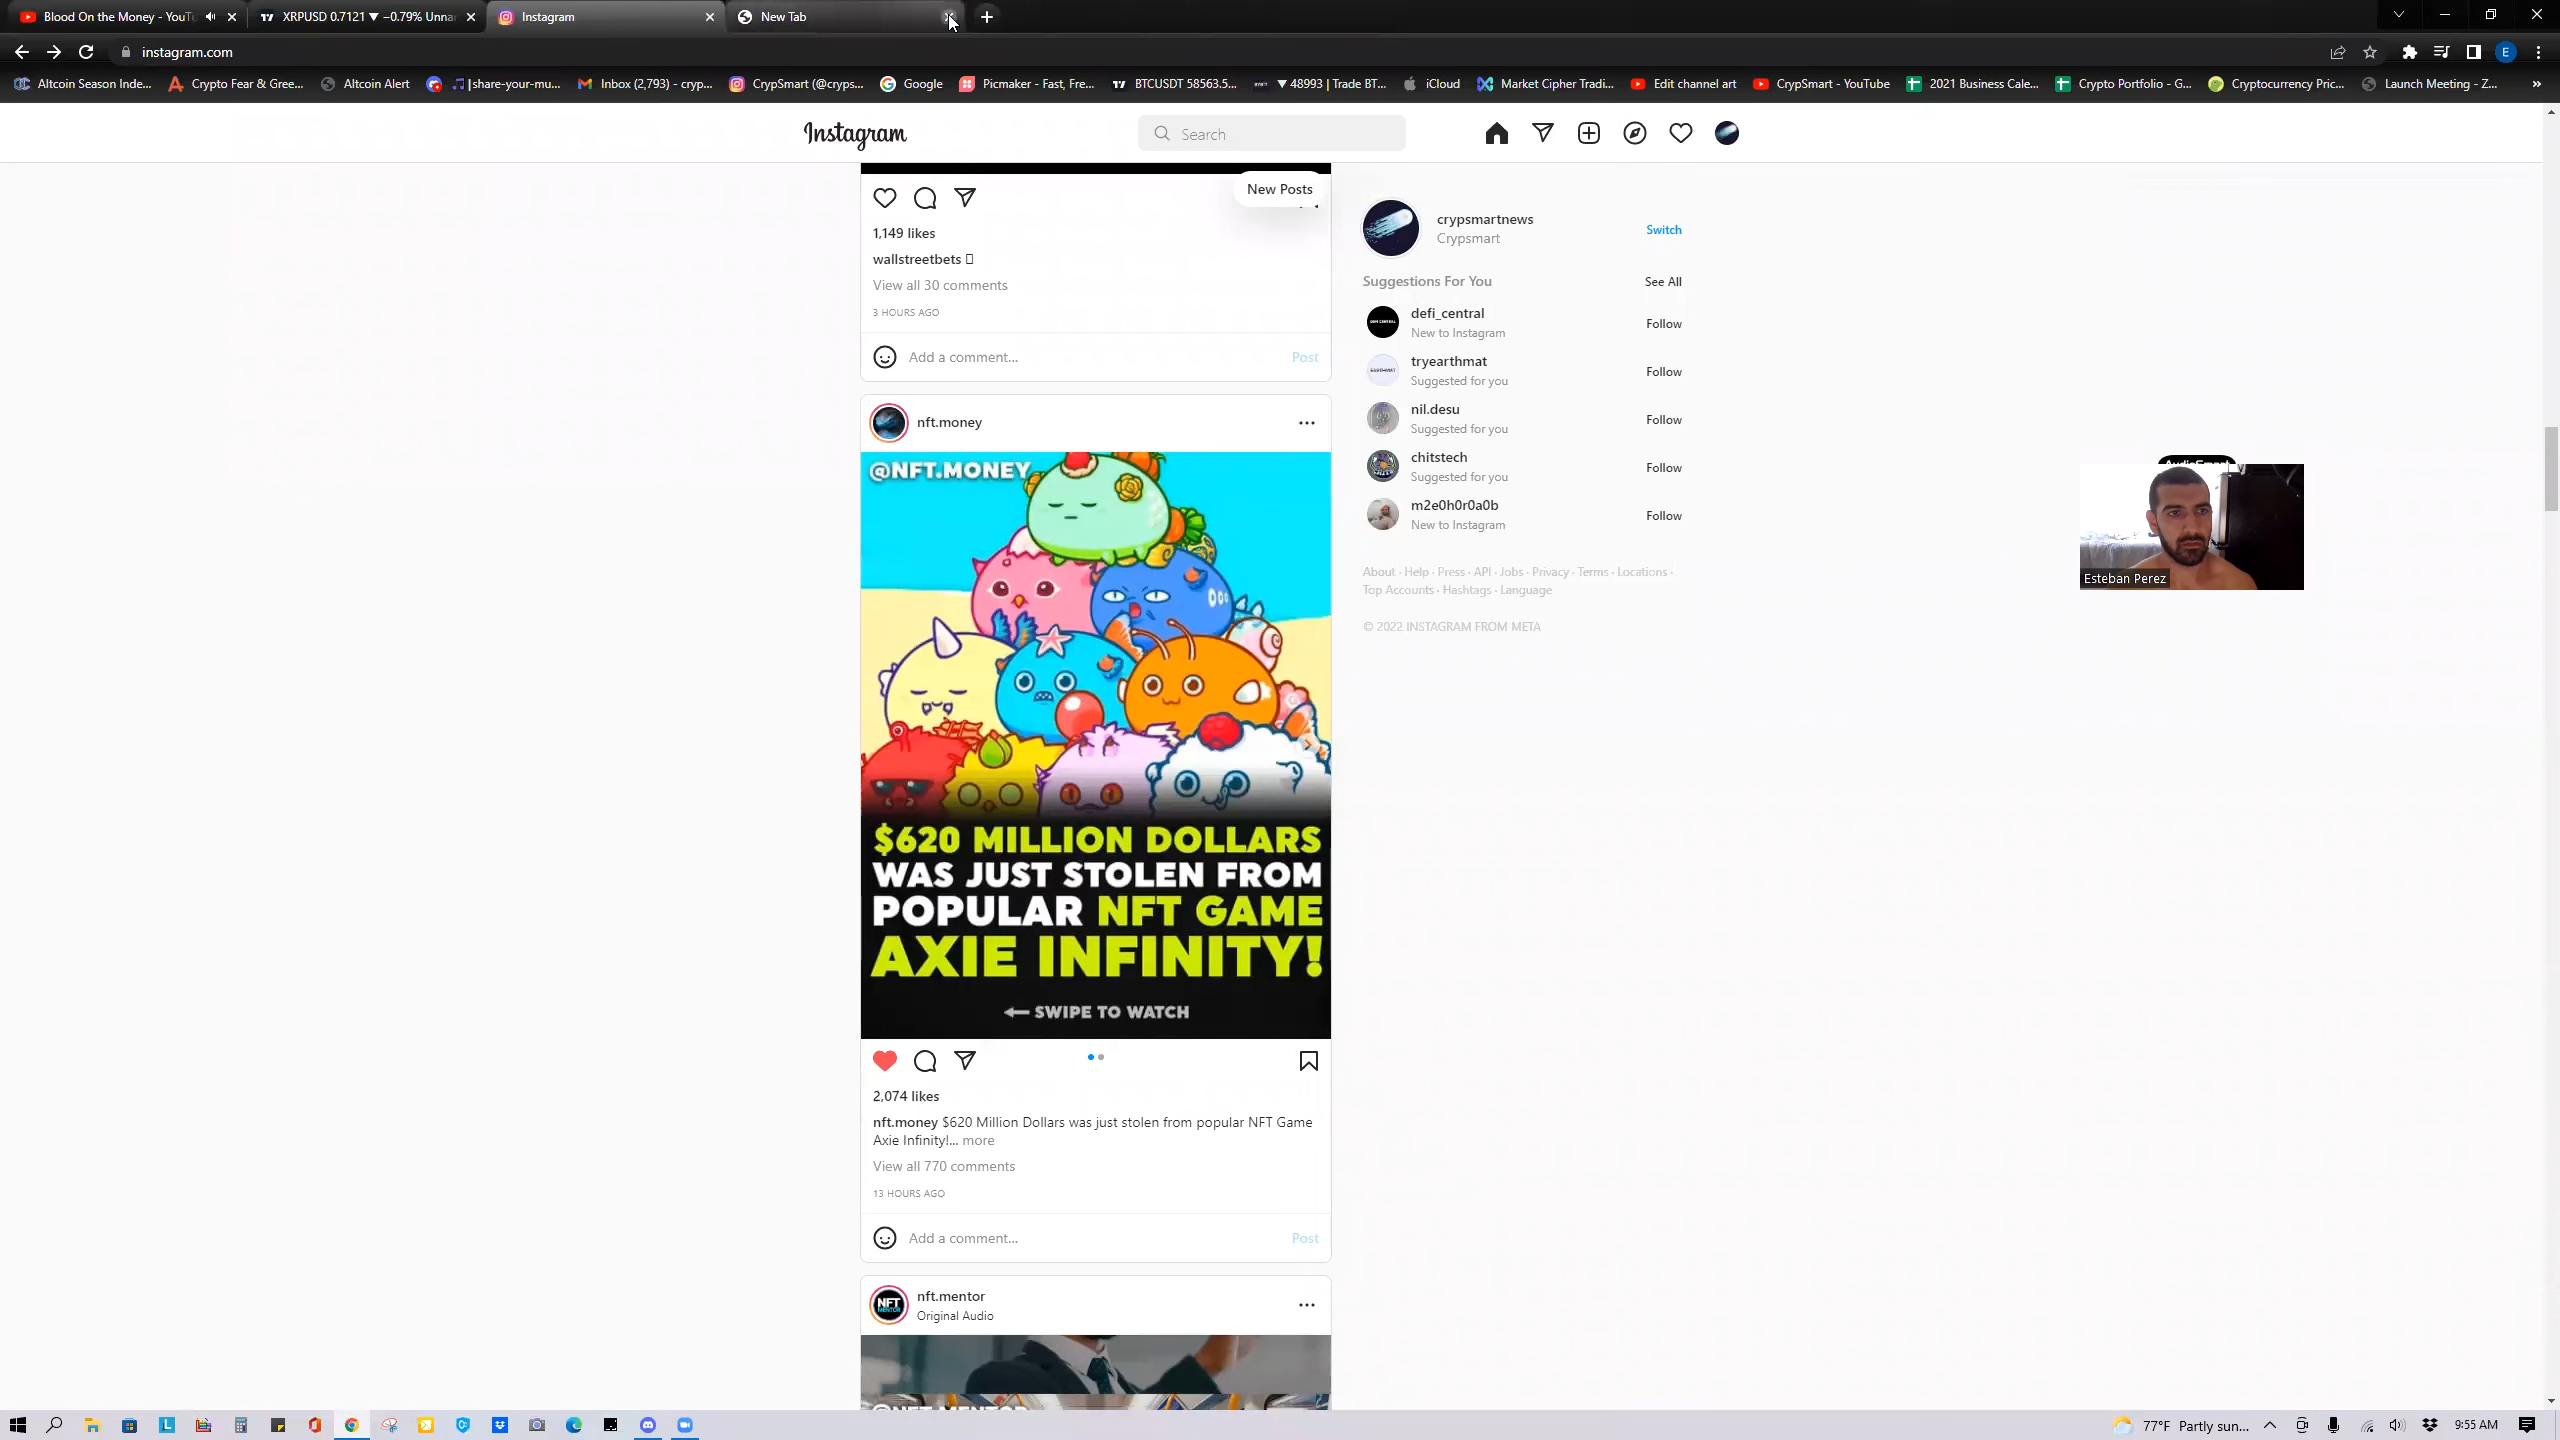 Blood On the Money - YouTu
XRPUSD 0.7121 ▼ −0.79% Unna
Instagram
New Tab
instagram.com
E
Altcoin Season Inde...
Crypto Fear & Gree...
Altcoin Alert
|share-your-mu...
Inbox (2,793) - cryp...
CrypSmart (@cryps...
Google
Picmaker - Fast, Fre...
BTCUSDT 58563.5...
▼ 48993 | Trade BT...
iCloud
Market Cipher Tradi...
Edit channel art
CrypSmart - YouTube
2021 Business Cale...
Crypto Portfolio - G...
Cryptocurrency Pric...
Launch Meeting - Z...
»
Instagram
Search
New Posts
1,149 likes
wallstreetbets
View all 30 comments
3 HOURS AGO
Add a comment...
Post
crypsmartnews
Crypsmart
Switch
Suggestions For You
See All
defi_central
New to Instagram
Follow
tryearthmat
Suggested for you
Follow
nil.desu
Suggested for you
Follow
chitstech
Suggested for you
Follow
m2e0h0r0a0b
New to Instagram
Follow
About · Help · Press · API · Jobs · Privacy · Terms · Locations ·
Top Accounts · Hashtags · Language
© 2022 INSTAGRAM FROM META
Esteban Perez
nft.money
@NFT.MONEY
$620 MILLION DOLLARS
WAS JUST STOLEN FROM
POPULAR NFT GAME
AXIE INFINITY!
SWIPE TO WATCH
2,074 likes
nft.money $620 Million Dollars was just stolen from popular NFT Game
Axie Infinity!... more
View all 770 comments
13 HOURS AGO
Add a comment...
Post
NFT
MENTOR
nft.mentor
Original Audio
77°F Partly sun...
9:55 AM